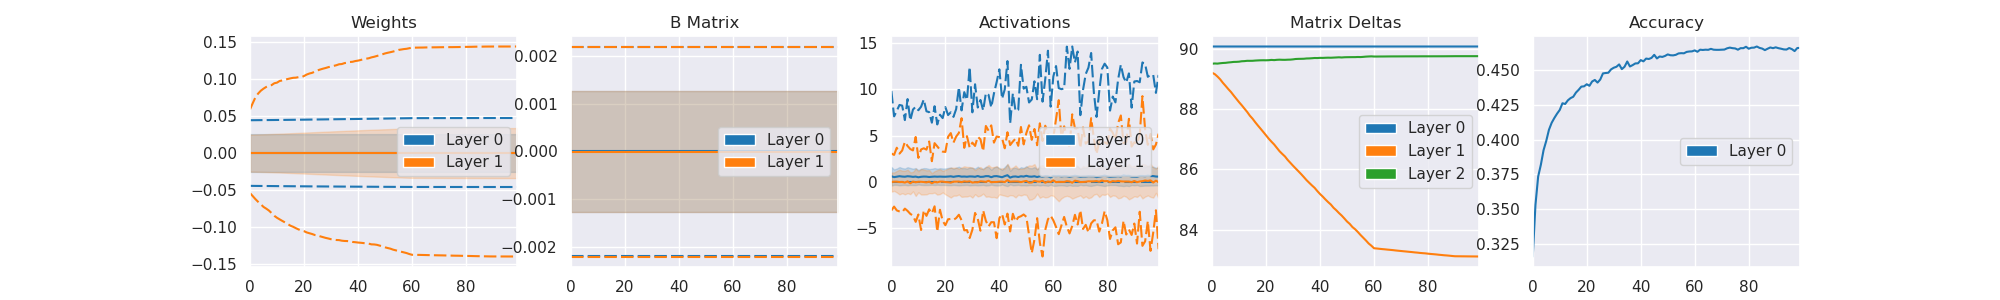 Weights
0.15
0.10
0.05
0.00
−0.05
−0.10
−0.15
0 20 40 60 80
Layer 0
Layer 1
B Matrix
0.002
0.001
0.000
−0.001
−0.002
0 20 40 60 80
Layer 0
Layer 1
Activations
15
10
5
0
−5
0 20 40 60 80
Layer 0
Layer 1
Matrix Deltas
90
88
86
84
0 20 40 60 80
Layer 0
Layer 1
Layer 2
Accuracy
0.450
0.425
0.400
0.375
0.350
0.325
0 20 40 60 80
Layer 0